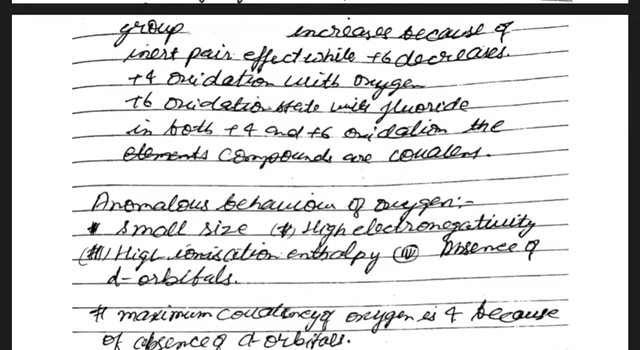 group increases because of
inert pair effect while +6 decreases.
+4 oxidation with oxygen
+6 oxidation state with fluoride
in both +4 and +6 oxidation the
elements compounds are covalent.
Anomalous behaviour of oxygen:-
* small size (ii) High electronegativity
(iii) High ionisation enthalpy (iv) Absence of
d-orbitals.
# maximum covalency of oxygen is 4 because
of absence of d orbitals.